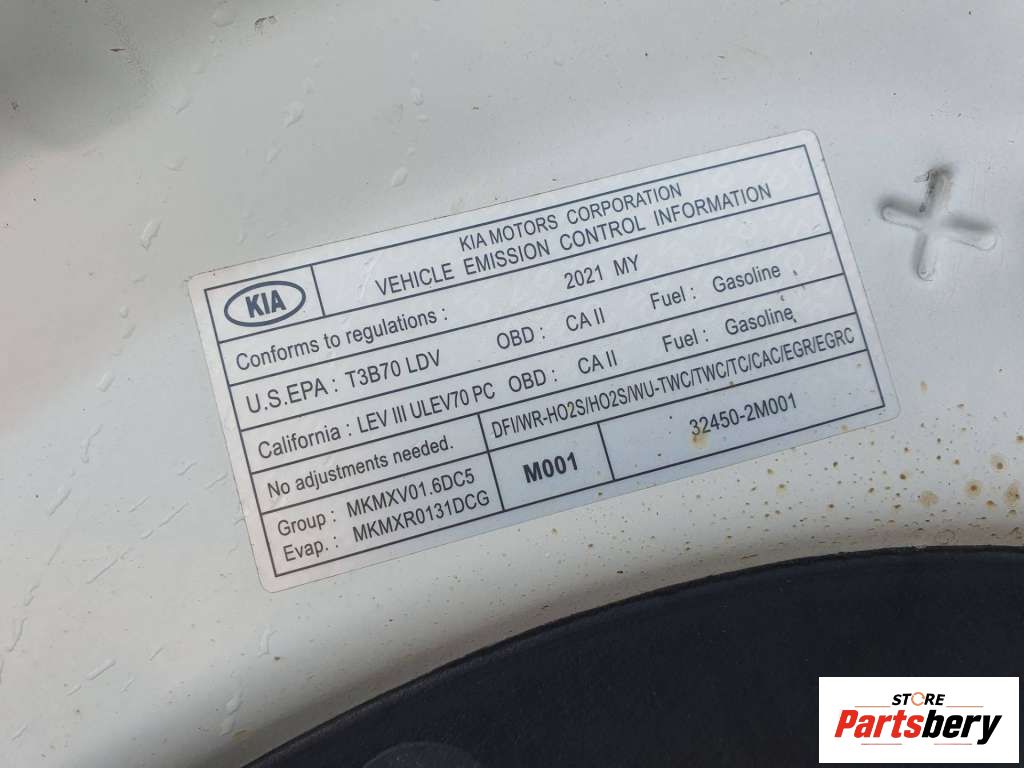 KIA
KIA MOTORS CORPORATION
VEHICLE EMISSION CONTROL INFORMATION
Conforms to regulations : 2021 MY
U.S.EPA : T3B70 LDV OBD : CA II Fuel : Gasoline
California : LEV III ULEV70 PC OBD : CA II Fuel : Gasoline
No adjustments needed. DFI/WR-HO2S/HO2S/WU-TWC/TWC/TC/CAC/EGR/EGRC
Group : MKMXV01.6DC5
Evap. : MKMXR0131DCG
M001 32450-2M001
STORE
Partsbery